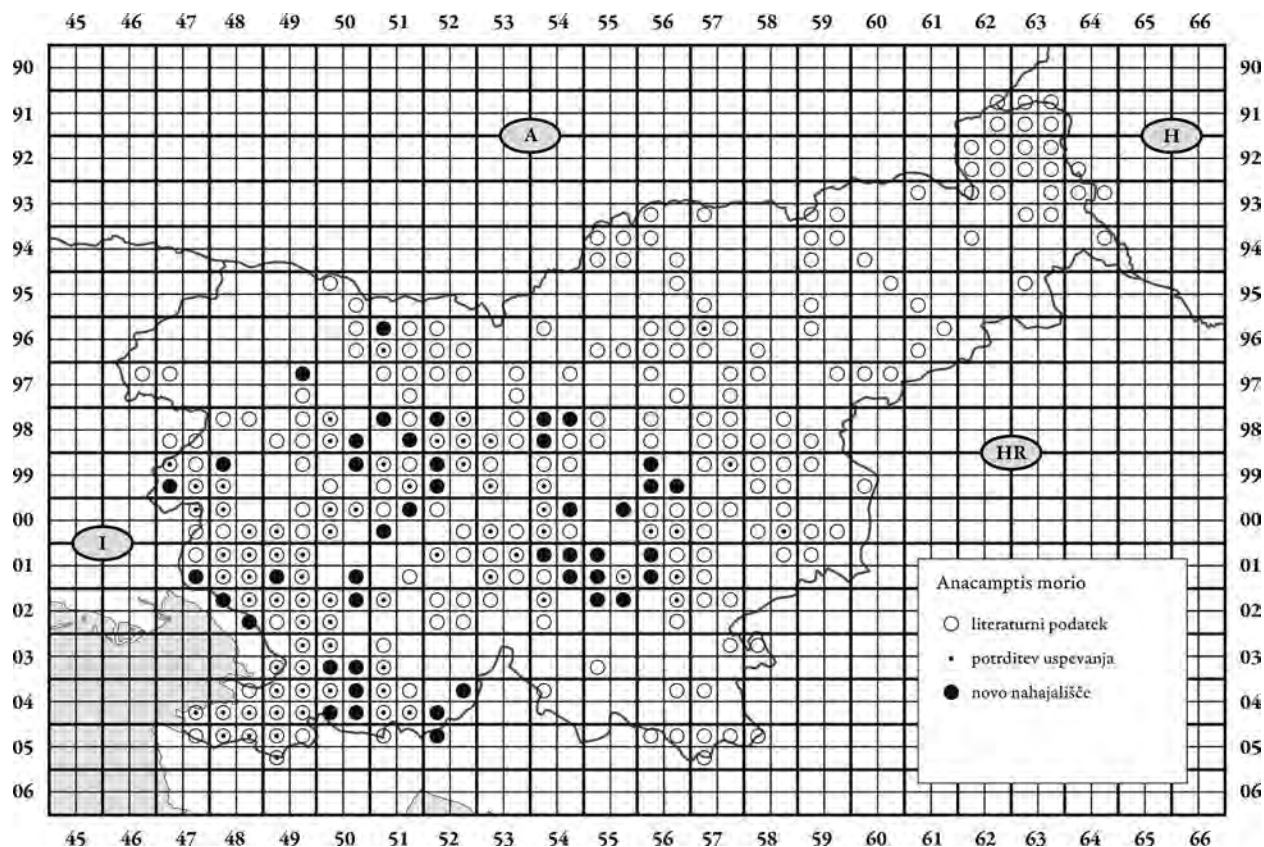 45 46 47 48 49 50 51 52 53 54 55 56 57 58 59 60 61 62 63 64 65 66
90 90
91 A H 91
92 92
93 93
94 94
95 95
96 96
97 97
98 98
HR
99 99
00 00
I
01 01
Anacamptis morio
02 02
literaturni podatek
03 potrditev uspevanja 03
novo nahajališče
04 04
05 05
06 06
45 46 47 48 49 50 51 52 53 54 55 56 57 58 59 60 61 62 63 64 65 66